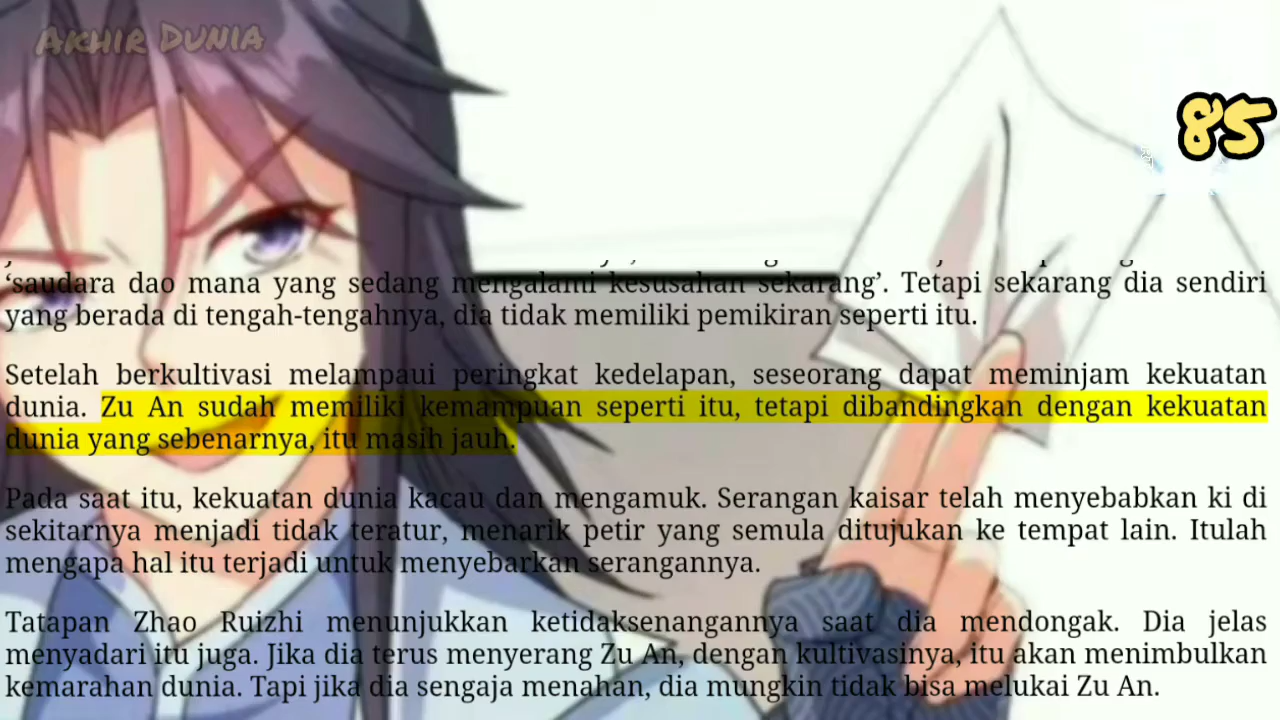 AKHIR DUNIA
85
‘saudara dao mana yang sedang mengalami kesusahan sekarang’. Tetapi sekarang dia sendiri
yang berada di tengah-tengahnya, dia tidak memiliki pemikiran seperti itu.
Setelah berkultivasi melampaui peringkat kedelapan, seseorang dapat meminjam kekuatan
dunia. Zu An sudah memiliki kemampuan seperti itu, tetapi dibandingkan dengan kekuatan
dunia yang sebenarnya, itu masih jauh.
Pada saat itu, kekuatan dunia kacau dan mengamuk. Serangan kaisar telah menyebabkan ki di
sekitarnya menjadi tidak teratur, menarik petir yang semula ditujukan ke tempat lain. Itulah
mengapa hal itu terjadi untuk menyebarkan serangannya.
Tatapan Zhao Ruizhi menunjukkan ketidaksenangannya saat dia mendongak. Dia jelas
menyadari itu juga. Jika dia terus menyerang Zu An, dengan kultivasinya, itu akan menimbulkan
kemarahan dunia. Tapi jika dia sengaja menahan, dia mungkin tidak bisa melukai Zu An.